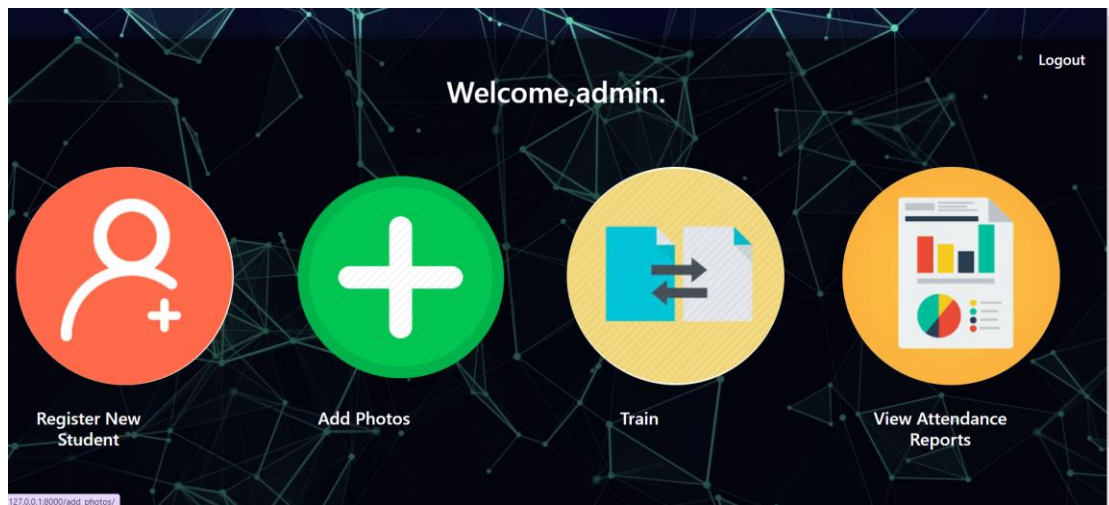 Logout
Welcome,admin.
Register New
Student
Add Photos
Train
View Attendance
Reports
127.0.0.1:8000/add_photos/